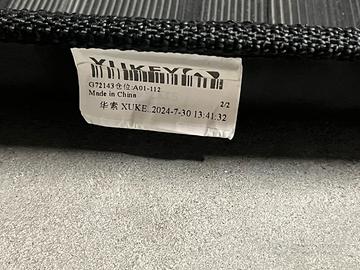 G72143仓位:A01-112
Made in China
2/2
华索 XUKE. 2024-7-30 13:41:32